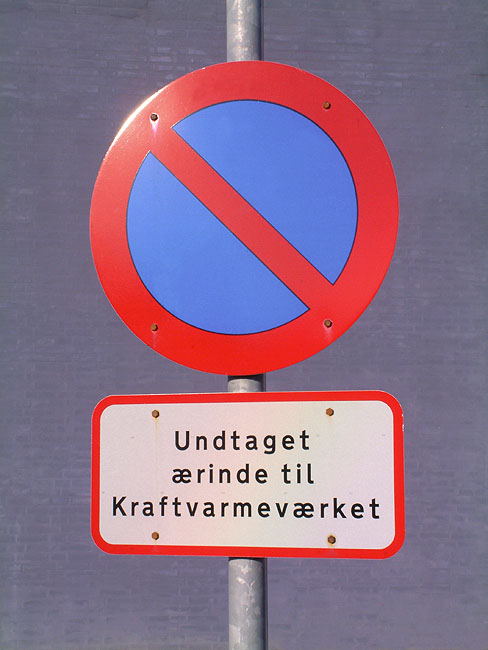 Undtaget
ærinde til
Kraftvarmeværket